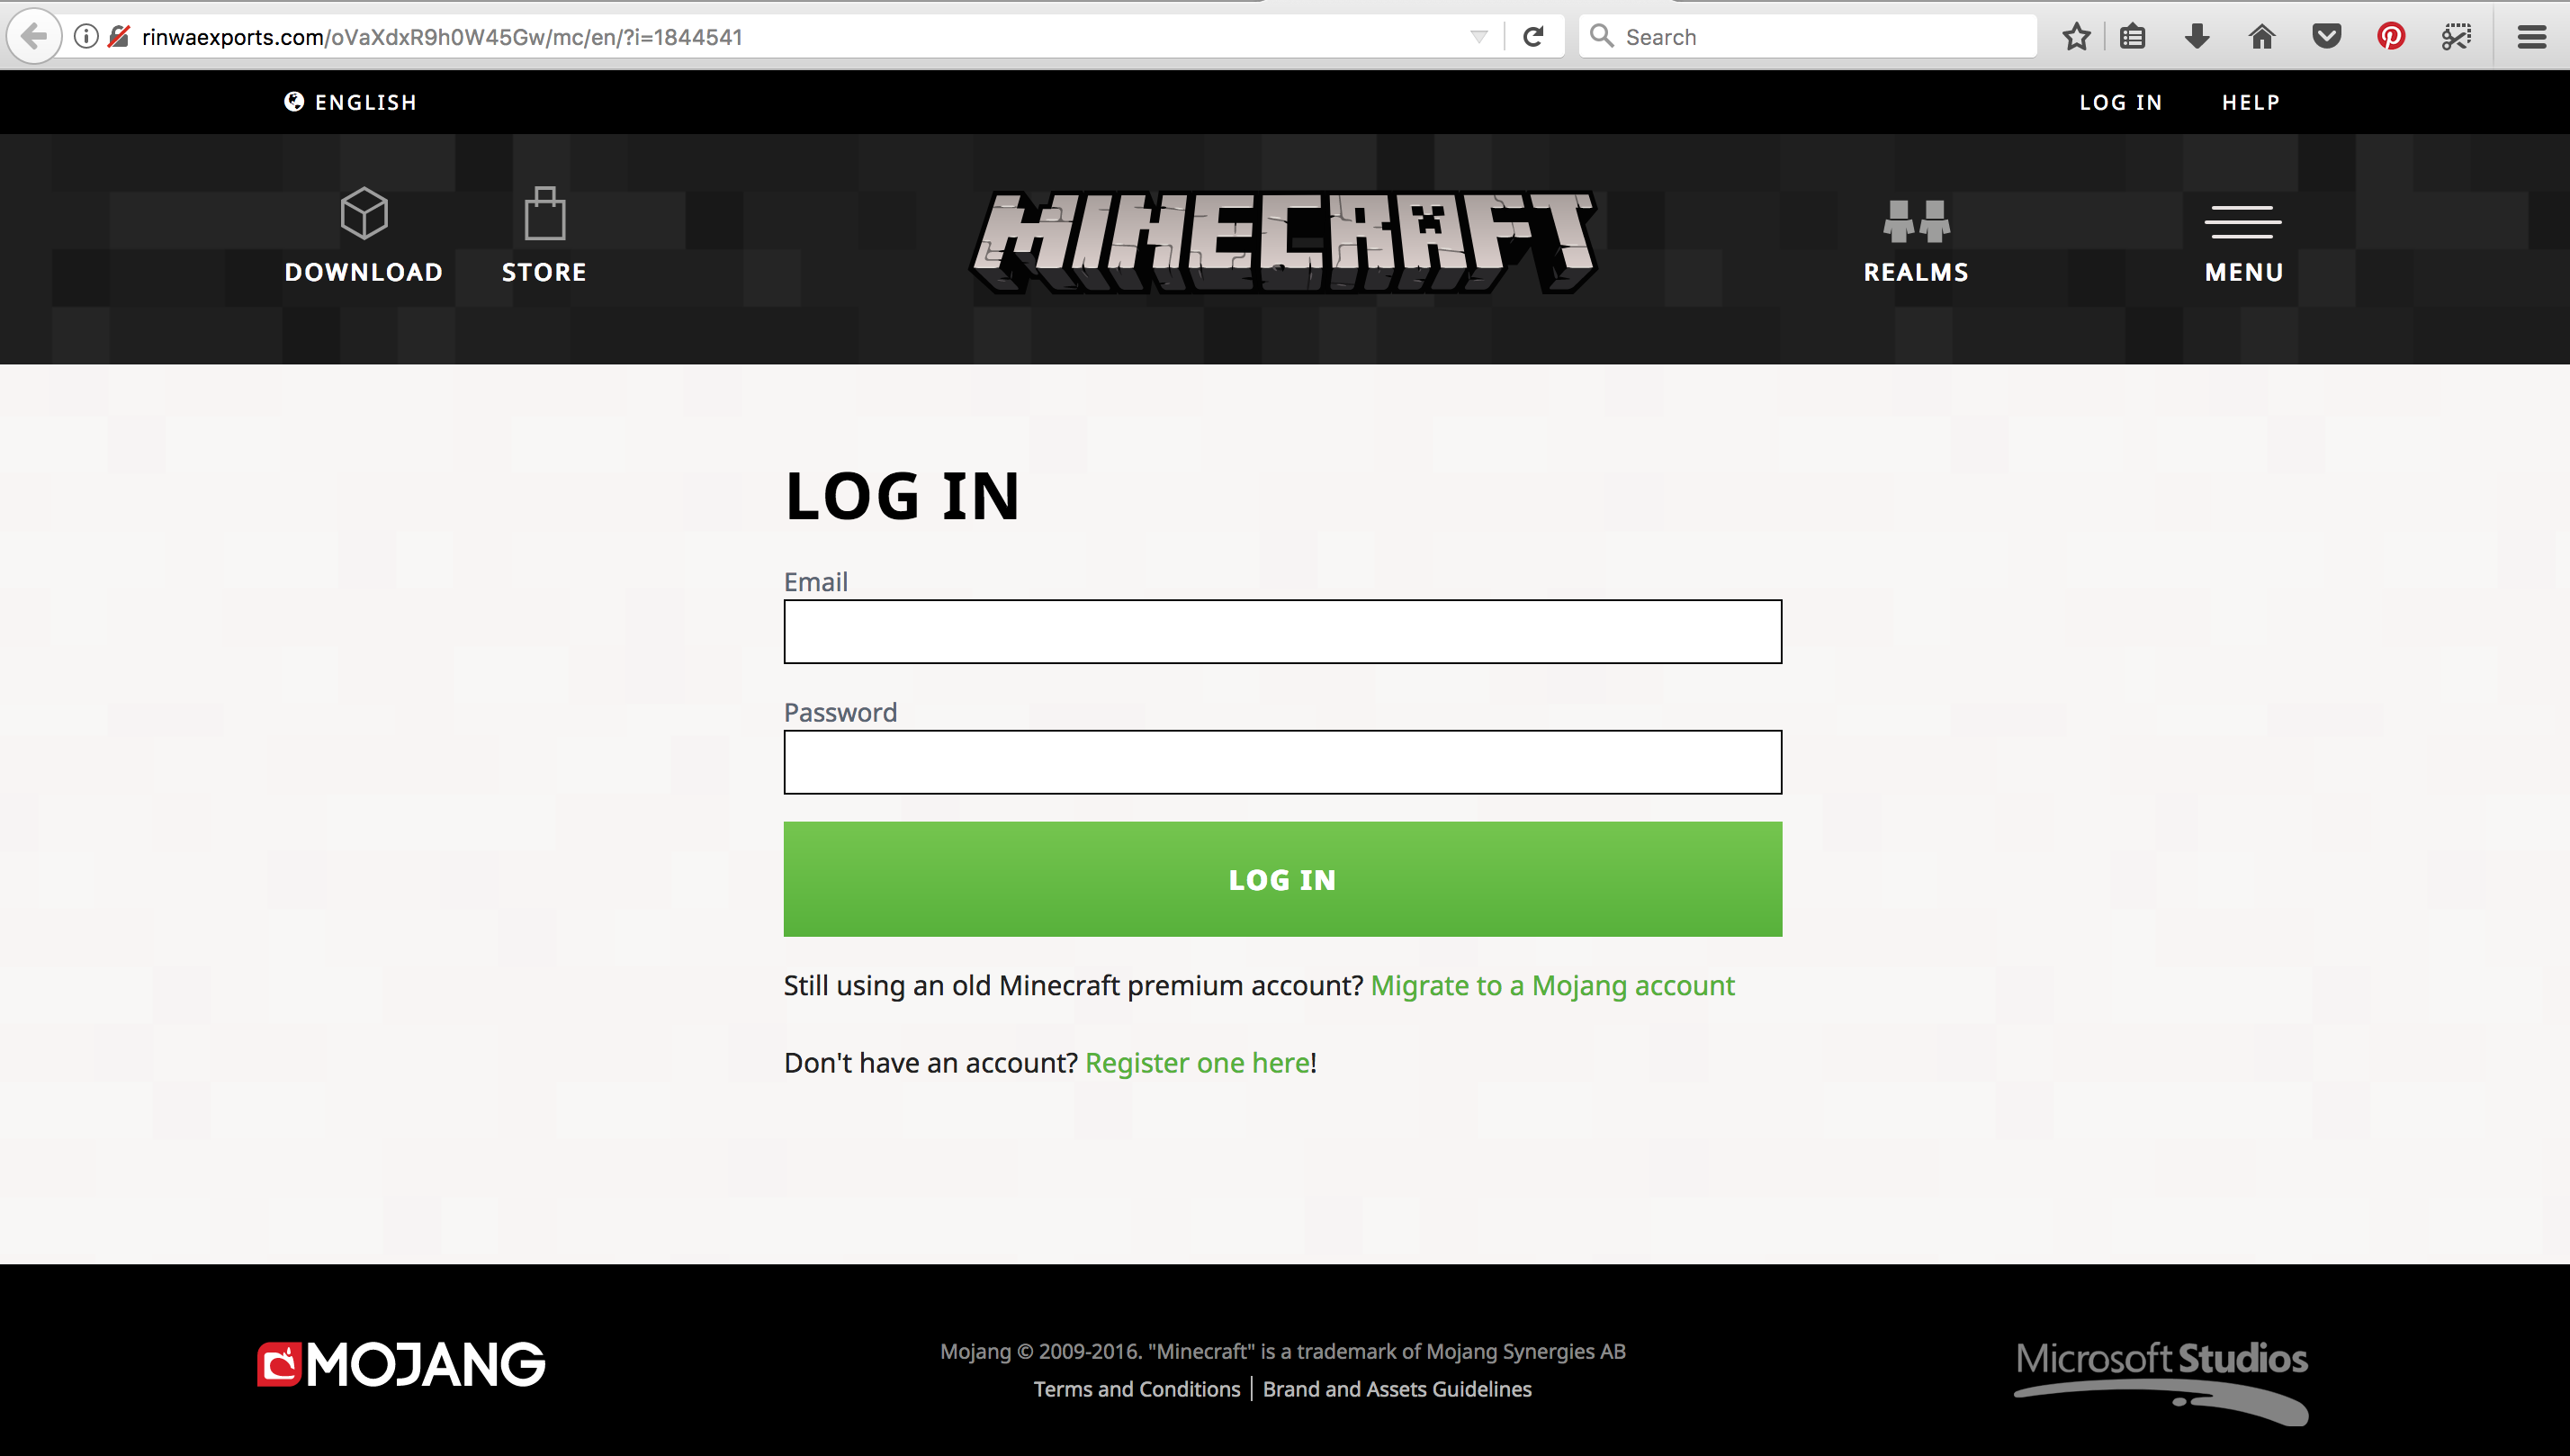 rinwaexports.com/oVaXdxR9h0W45Gw/mc/en/?i=1844541
Search
ENGLISH
LOG IN
HELP
DOWNLOAD
STORE
MINECRAFT
REALMS
MENU
LOG IN
Email
Password
LOG IN
Still using an old Minecraft premium account? Migrate to a Mojang account
Don't have an account? Register one here!
MOJANG
Mojang © 2009-2016. "Minecraft" is a trademark of Mojang Synergies AB
Terms and Conditions | Brand and Assets Guidelines
Microsoft Studios